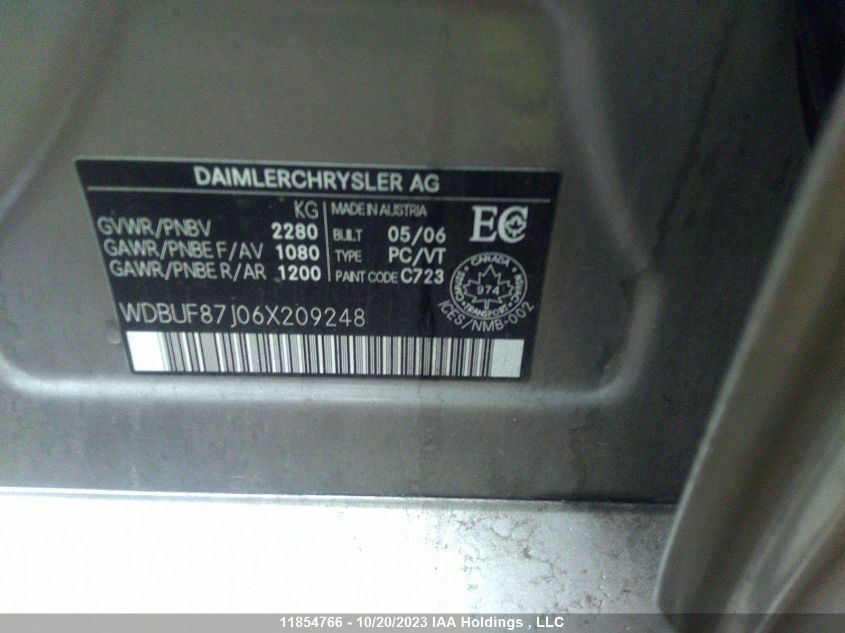 DAIMLERCHRYSLER AG
KG
GVWR/PNBV 2280
GAWR/PNBE F/AV 1080
GAWR/PNBE R/AR 1200
MADE IN AUSTRIA
BUILT 05/06
TYPE PC/VT
PAINT CODE C723
EC
CANADA
974
TRANSPORT
ICES/NMB-002
WDBUF87J06X209248
11854766 - 10/20/2023 IAA Holdings , LLC